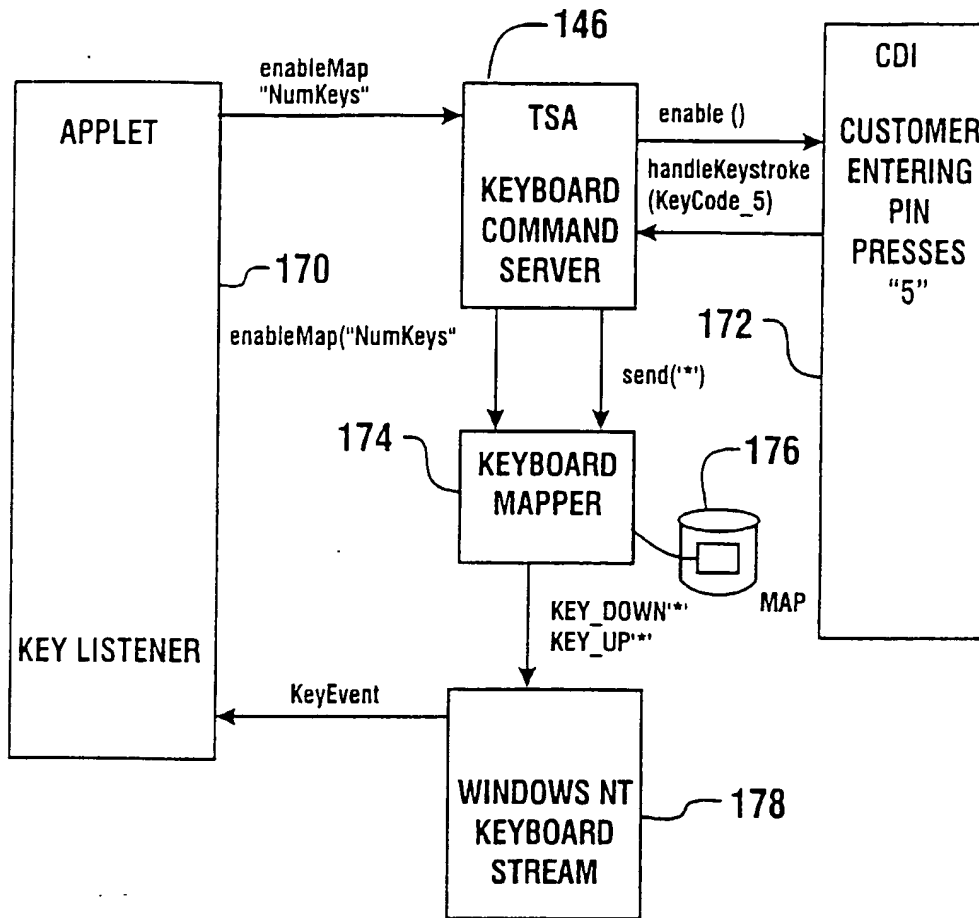 146
enableMap
"NumKeys"
APPLET
TSA
KEYBOARD
COMMAND
SERVER
enable ()
handleKeystroke
(KeyCode_5)
CDI
CUSTOMER
ENTERING
PIN
PRESSES
"5"
170
172
enableMap("NumKeys"
send('*')
174
KEYBOARD
MAPPER
176
MAP
KEY_DOWN'*'
KEY_UP'*'
KEY LISTENER
KeyEvent
WINDOWS NT
KEYBOARD
STREAM
178